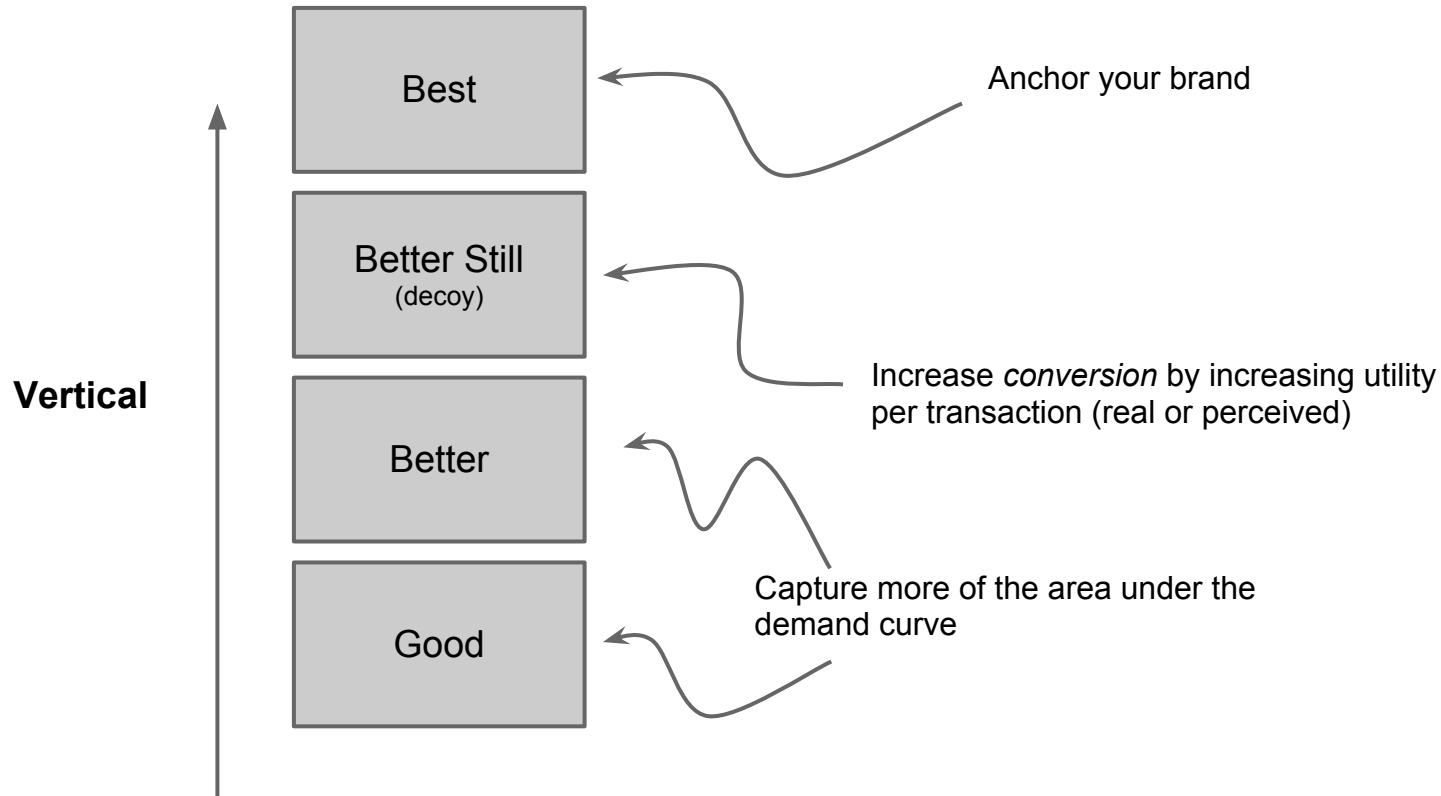 Best
Anchor your brand
Better Still
(decoy)
Vertical
Increase conversion by increasing utility
per transaction (real or perceived)
Better
Capture more of the area under the
demand curve
Good